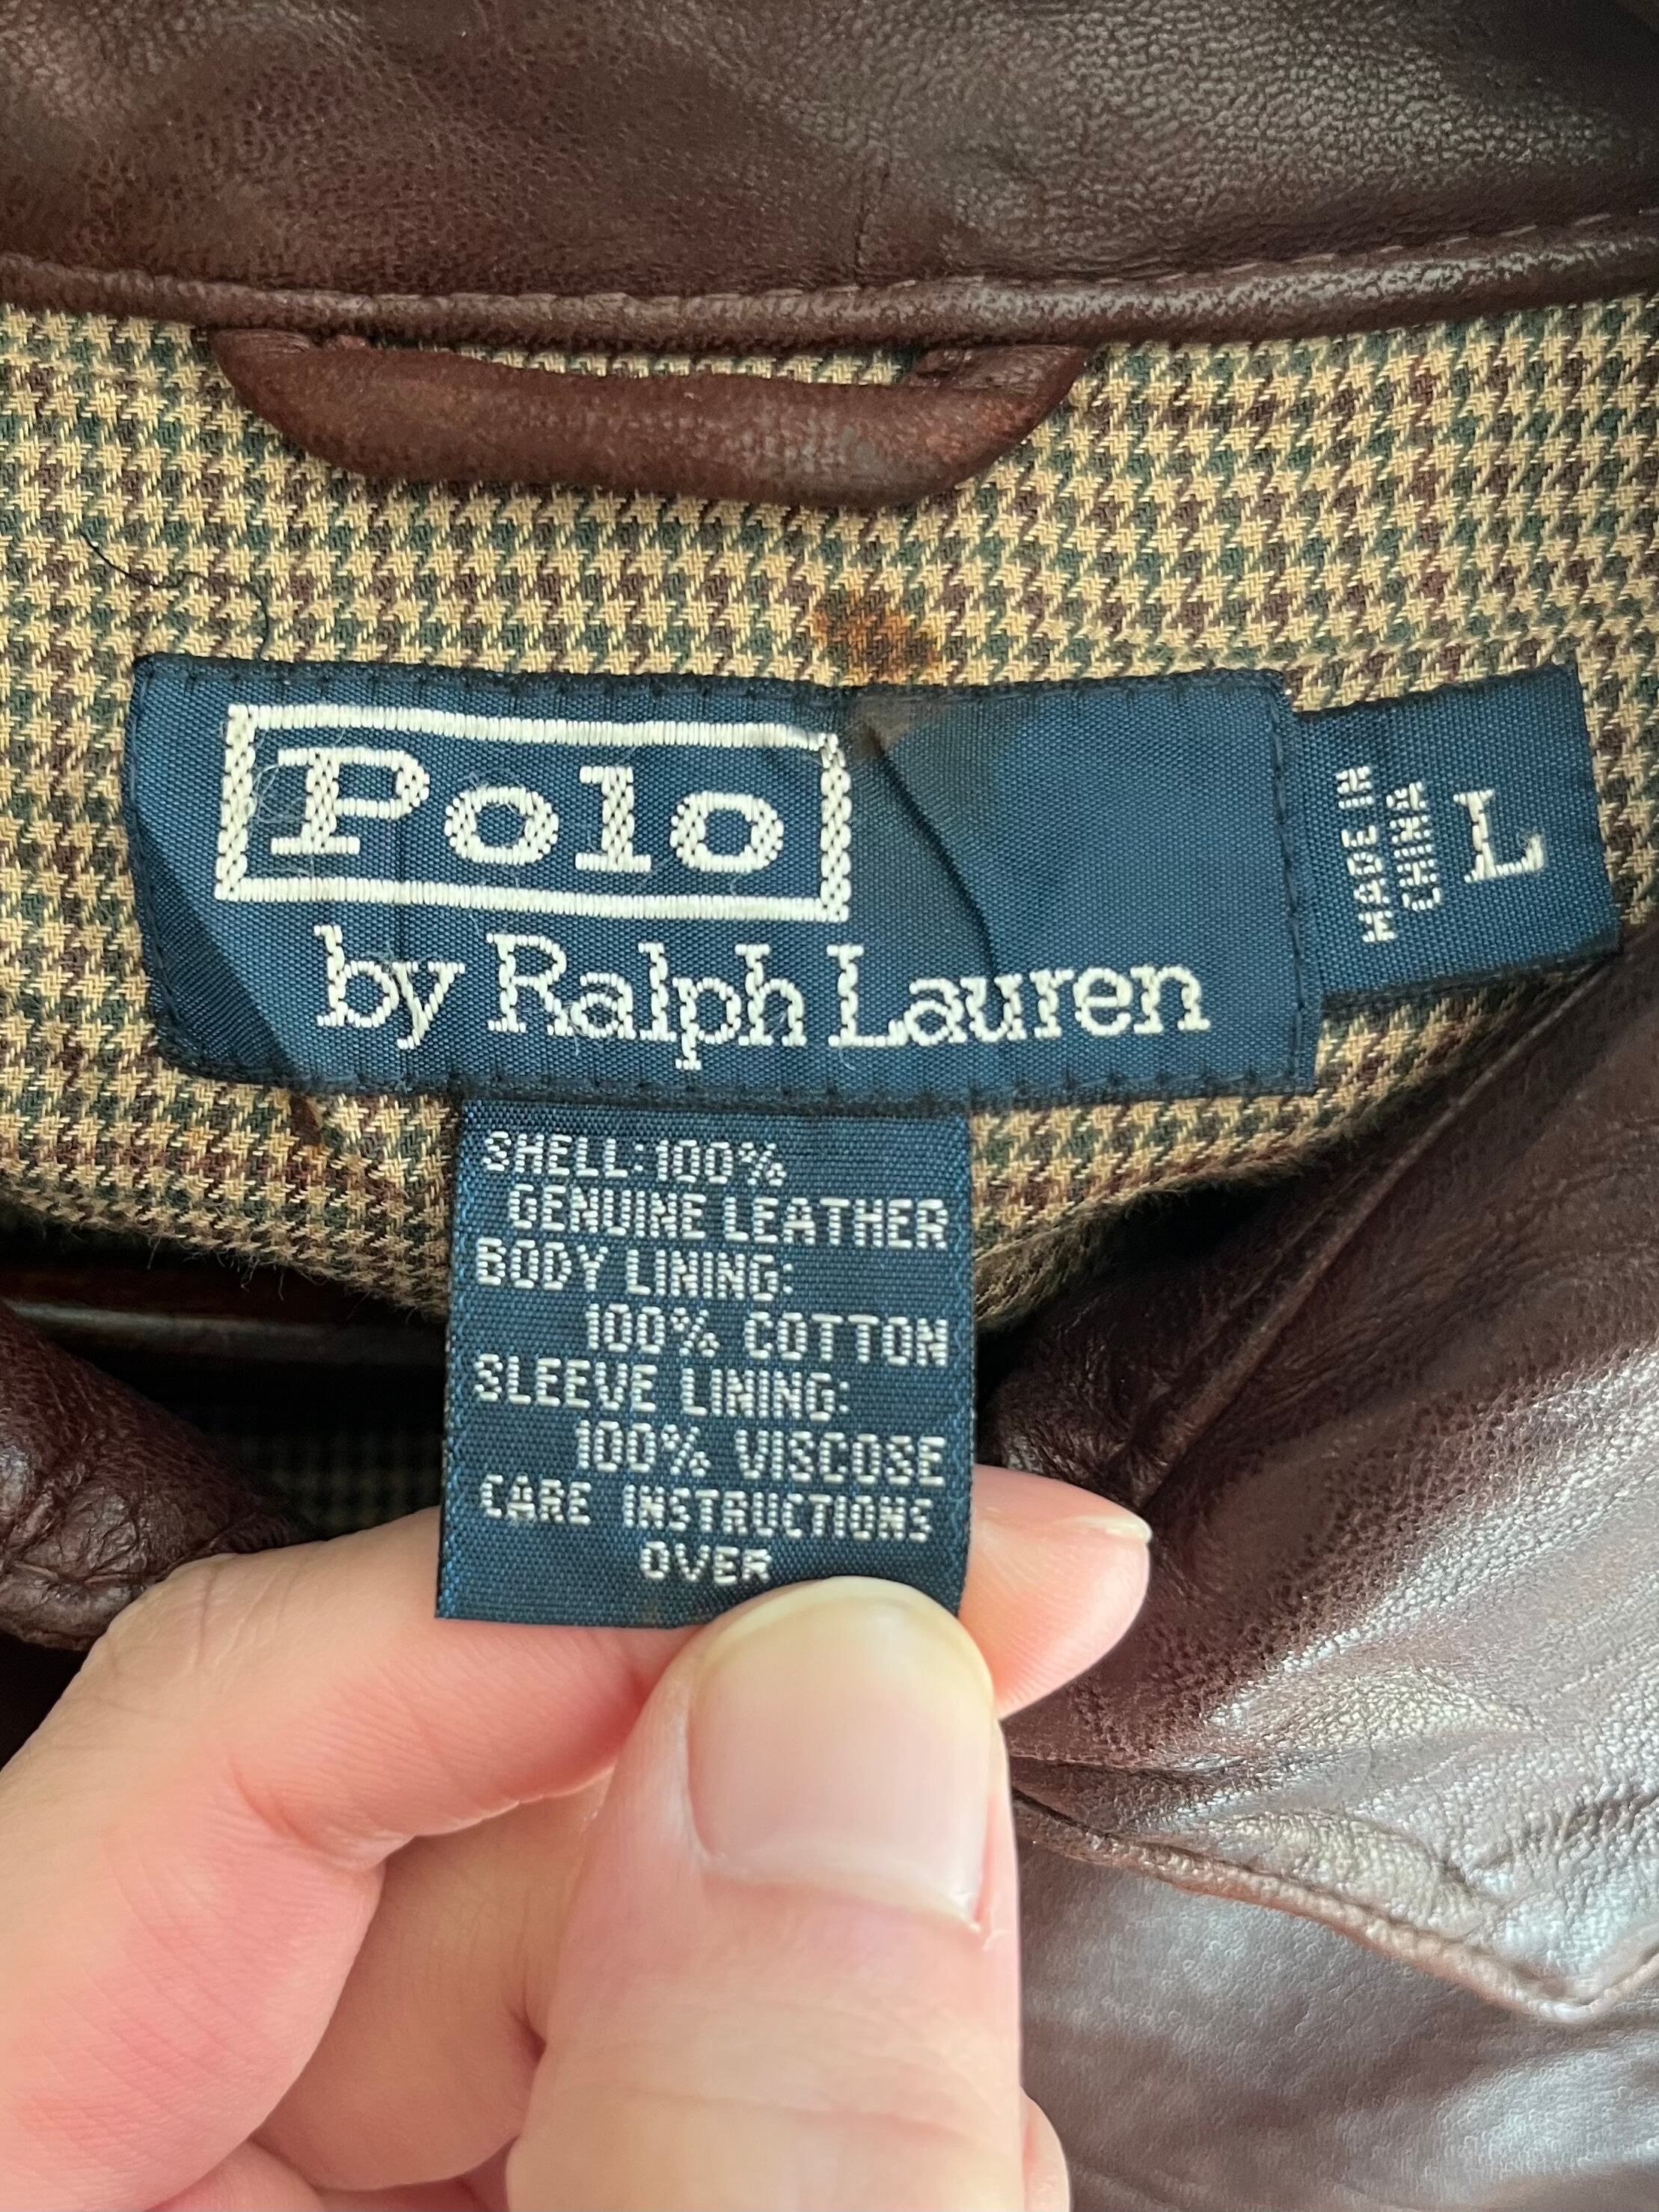 Polo
by Ralph Lauren
MADE IN
CHINA
L
SHELL:100%
GENUINE LEATHER
BODY LINING:
100% COTTON
SLEEVE LINING:
100% VISCOSE
CARE INSTRUCTIONS
OVER